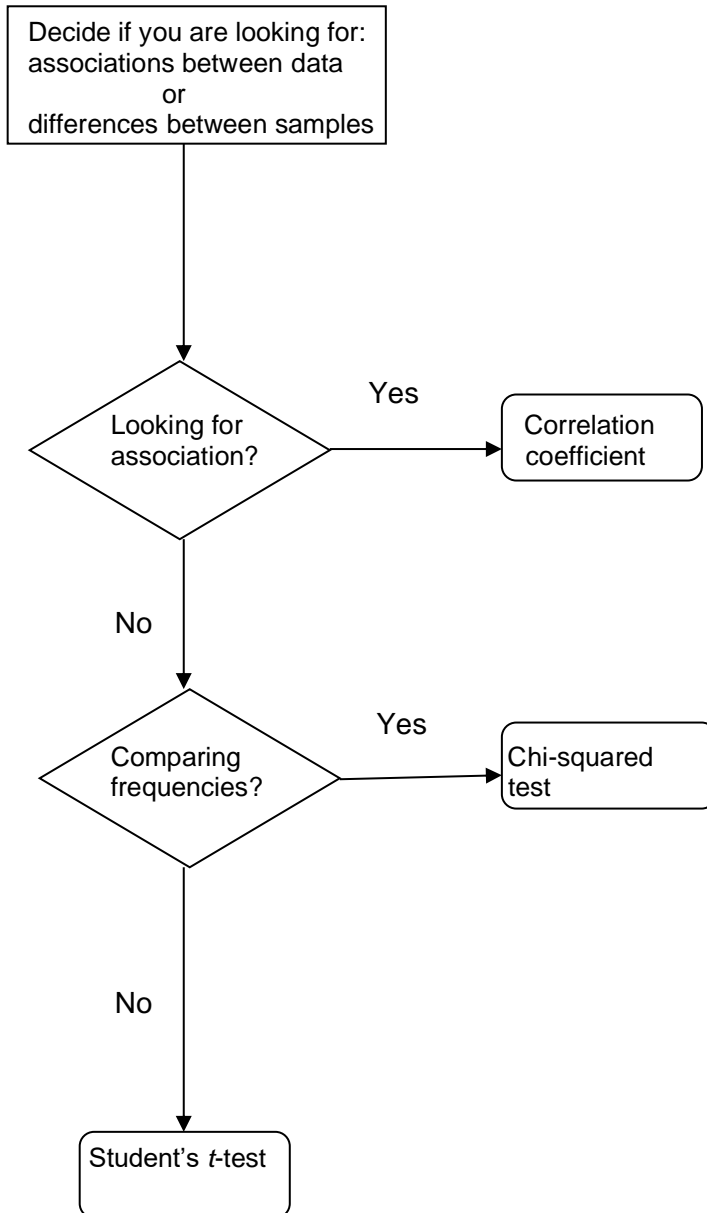 Decide if you are looking for:
associations between data
or
differences between samples
Yes
Looking for
association?
Correlation
coefficient
No
Yes
Comparing
frequencies?
Chi-squared
test
No
Student’s t-test